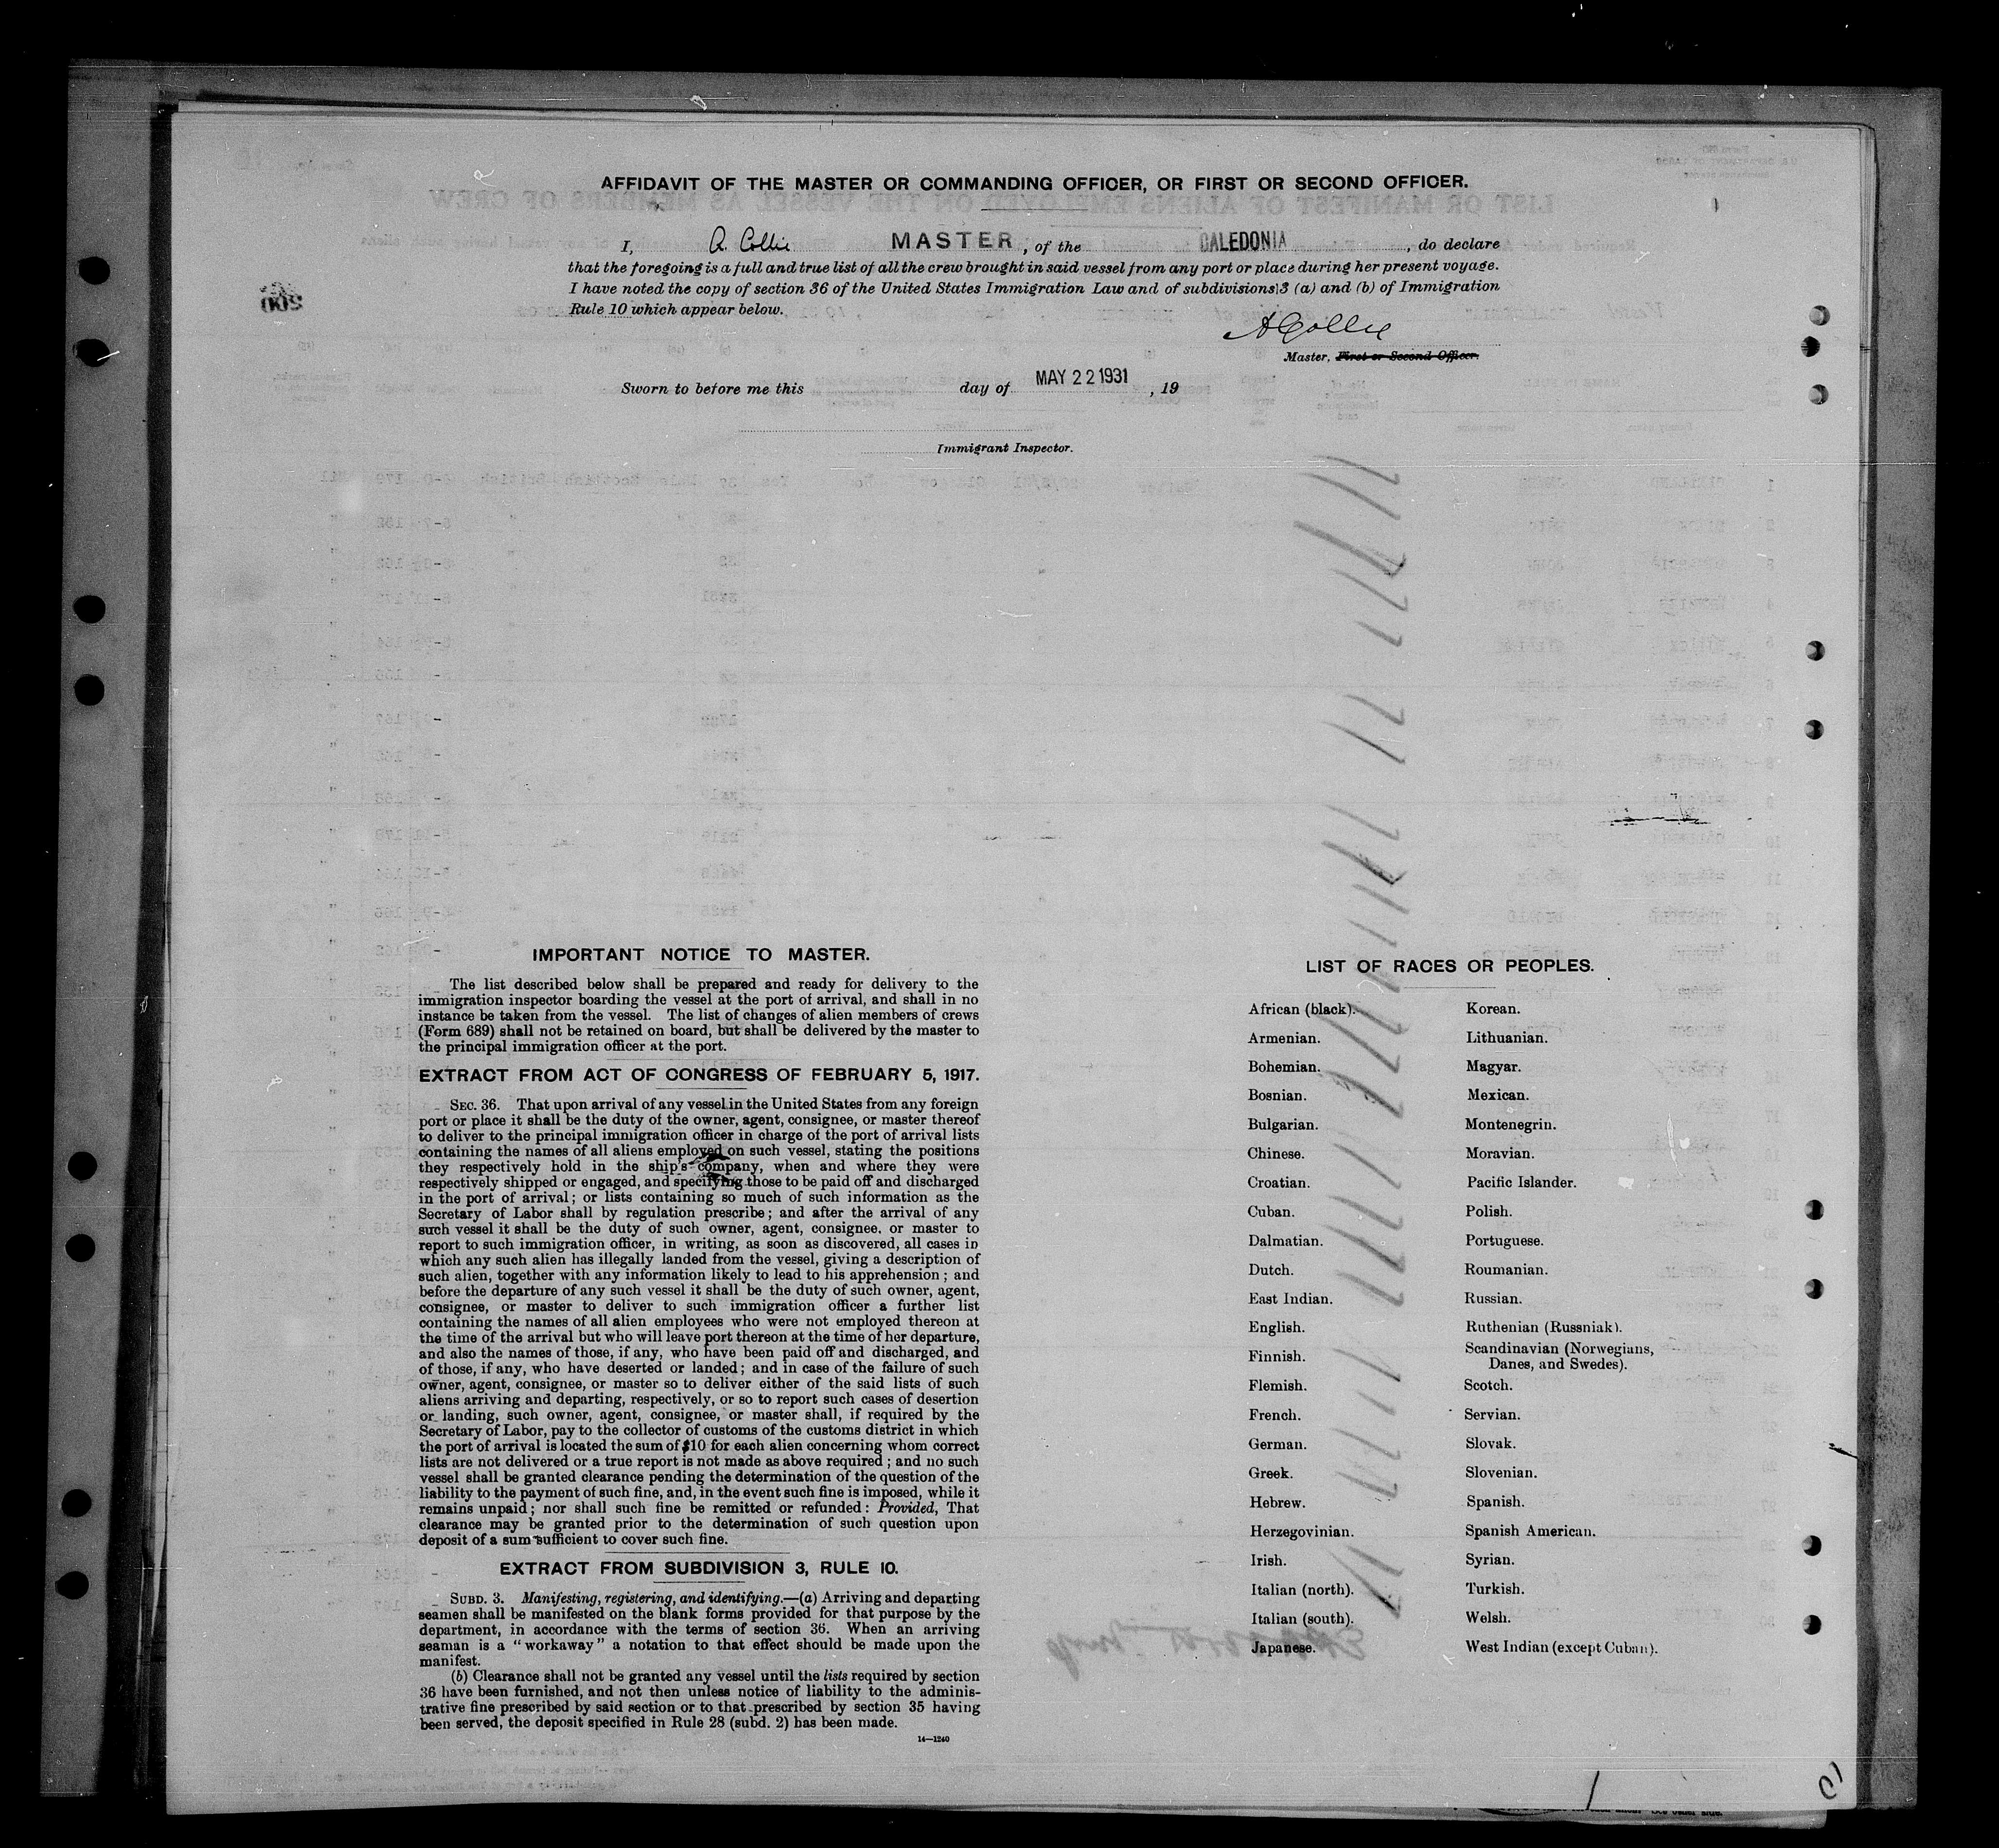 AFFIDAVIT OF THE MASTER OR COMMANDING OFFICER, OR FIRST OR SECOND OFFICER.
I, A. Collie MASTER, of the CALEDONIA, do declare
that the foregoing is a full and true list of all the crew brought in said vessel from any port or place during her present voyage.
I have noted the copy of section 36 of the United States Immigration Law and of subdivisions 3 (a) and (b) of Immigration
Rule 10 which appear below.
A Collie
Master, First or Second Officer.
Sworn to before me this day of MAY 22 1931, 19
Immigrant Inspector.
IMPORTANT NOTICE TO MASTER.
The list described below shall be prepared and ready for delivery to the
immigration inspector boarding the vessel at the port of arrival, and shall in no
instance be taken from the vessel. The list of changes of alien members of crews
(Form 689) shall not be retained on board, but shall be delivered by the master to
the principal immigration officer at the port.
EXTRACT FROM ACT OF CONGRESS OF FEBRUARY 5, 1917.
SEC. 36. That upon arrival of any vessel in the United States from any foreign
port or place it shall be the duty of the owner, agent, consignee, or master thereof
to deliver to the principal immigration officer in charge of the port of arrival lists
containing the names of all aliens employed on such vessel, stating the positions
they respectively hold in the ship's company, when and where they were
respectively shipped or engaged, and specifying those to be paid off and discharged
in the port of arrival; or lists containing so much of such information as the
Secretary of Labor shall by regulation prescribe; and after the arrival of any
such vessel it shall be the duty of such owner, agent, consignee, or master to
report to such immigration officer, in writing, as soon as discovered, all cases in
which any such alien has illegally landed from the vessel, giving a description of
such alien, together with any information likely to lead to his apprehension; and
before the departure of any such vessel it shall be the duty of such owner, agent,
consignee, or master to deliver to such immigration officer a further list
containing the names of all alien employees who were not employed thereon at
the time of the arrival but who will leave port thereon at the time of her departure,
and also the names of those, if any, who have been paid off and discharged, and
of those, if any, who have deserted or landed; and in case of the failure of such
owner, agent, consignee, or master so to deliver either of the said lists of such
aliens arriving and departing, respectively, or so to report such cases of desertion
or landing, such owner, agent, consignee, or master shall, if required by the
Secretary of Labor, pay to the collector of customs of the customs district in which
the port of arrival is located the sum of $10 for each alien concerning whom correct
lists are not delivered or a true report is not made as above required; and no such
vessel shall be granted clearance pending the determination of the question of the
liability to the payment of such fine, and, in the event such fine is imposed, while it
remains unpaid; nor shall such fine be remitted or refunded: Provided, That
clearance may be granted prior to the determination of such question upon
deposit of a sum sufficient to cover such fine.
EXTRACT FROM SUBDIVISION 3, RULE 10.
SUBD. 3. Manifesting, registering, and identifying.—(a) Arriving and departing
seamen shall be manifested on the blank forms provided for that purpose by the
department, in accordance with the terms of section 36. When an arriving
seaman is a "workaway" a notation to that effect should be made upon the
manifest.
(b) Clearance shall not be granted any vessel until the lists required by section
36 have been furnished, and not then unless notice of liability to the adminis-
trative fine prescribed by said section or to that prescribed by section 35 having
been served, the deposit specified in Rule 28 (subd. 2) has been made.
14—1240
LIST OF RACES OR PEOPLES.
African (black).
Armenian.
Bohemian.
Bosnian.
Bulgarian.
Chinese.
Croatian.
Cuban.
Dalmatian.
Dutch.
East Indian.
English.
Finnish.
Flemish.
French.
German.
Greek.
Hebrew.
Herzegovinian.
Irish.
Italian (north).
Italian (south).
Japanese.
Korean.
Lithuanian.
Magyar.
Mexican.
Montenegrin.
Moravian.
Pacific Islander.
Polish.
Portuguese.
Roumanian.
Russian.
Ruthenian (Russniak).
Scandinavian (Norwegians,
Danes, and Swedes).
Scotch.
Servian.
Slovak.
Slovenian.
Spanish.
Spanish American.
Syrian.
Turkish.
Welsh.
West Indian (except Cuban).